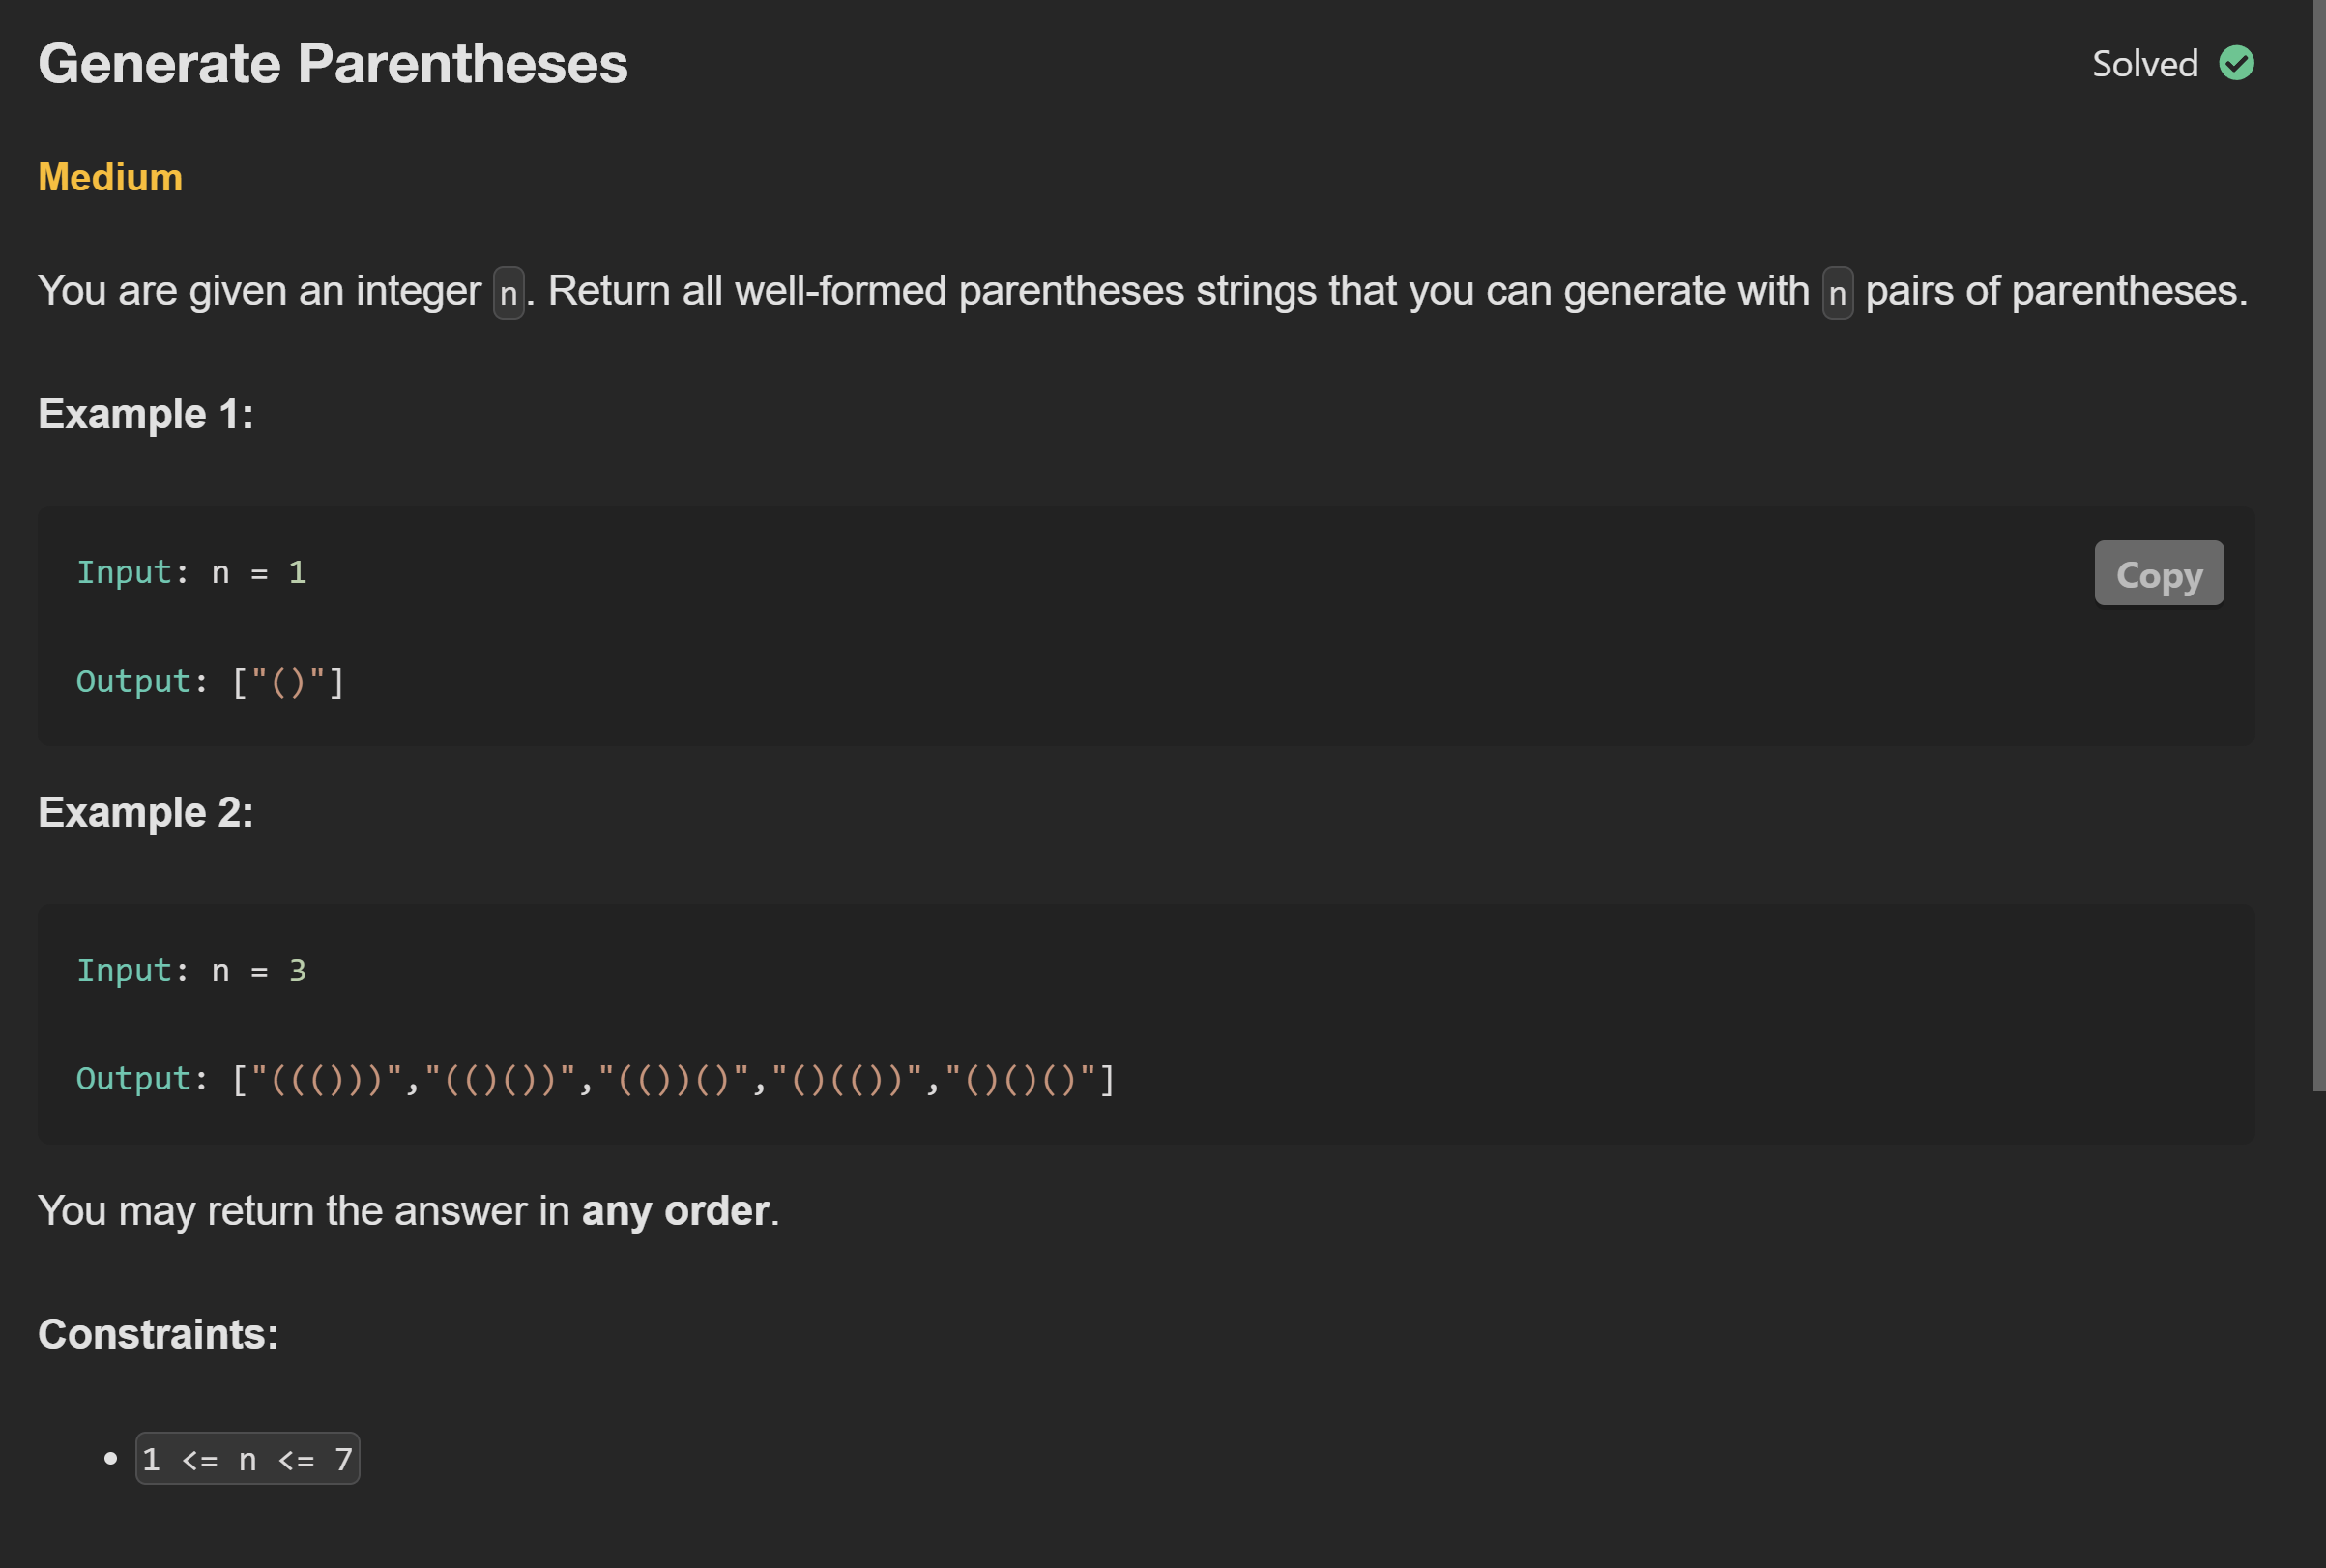 Generate Parentheses
Solved
Medium
You are given an integer n. Return all well-formed parentheses strings that you can generate with n pairs of parentheses.
Example 1:
Input: n = 1
Copy
Output: ["()"]
Example 2:
Input: n = 3
Output: ["((()))","(()())","(())()","()(())","()()()"]
You may return the answer in any order.
Constraints:
• 1 <= n <= 7